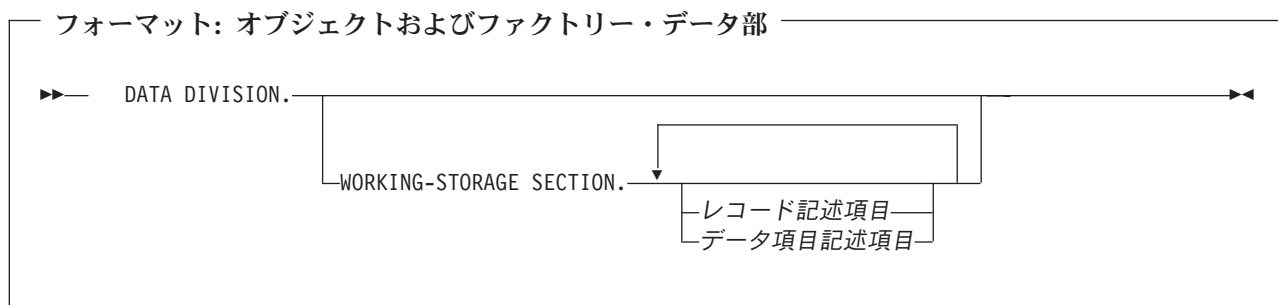 フォーマット: オブジェクトおよびファクトリー・データ部
DATA DIVISION.
WORKING-STORAGE SECTION.
レコード記述項目
データ項目記述項目